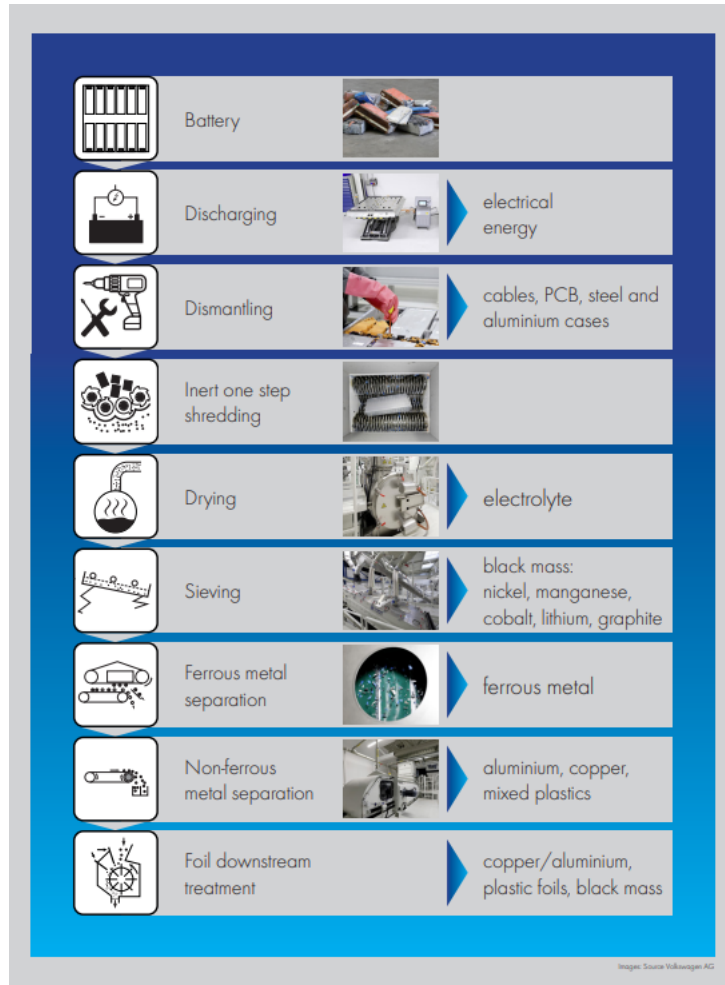 Battery
Discharging
electrical
energy
Dismantling
cables, PCB, steel and
aluminium cases
Inert one step
shredding
Drying
electrolyte
Sieving
black mass:
nickel, manganese,
cobalt, lithium, graphite
Ferrous metal
separation
ferrous metal
Non-ferrous
metal separation
aluminium, copper,
mixed plastics
Foil downstream
treatment
copper/aluminium,
plastic foils, black mass
Images: Source Volkswagen AG